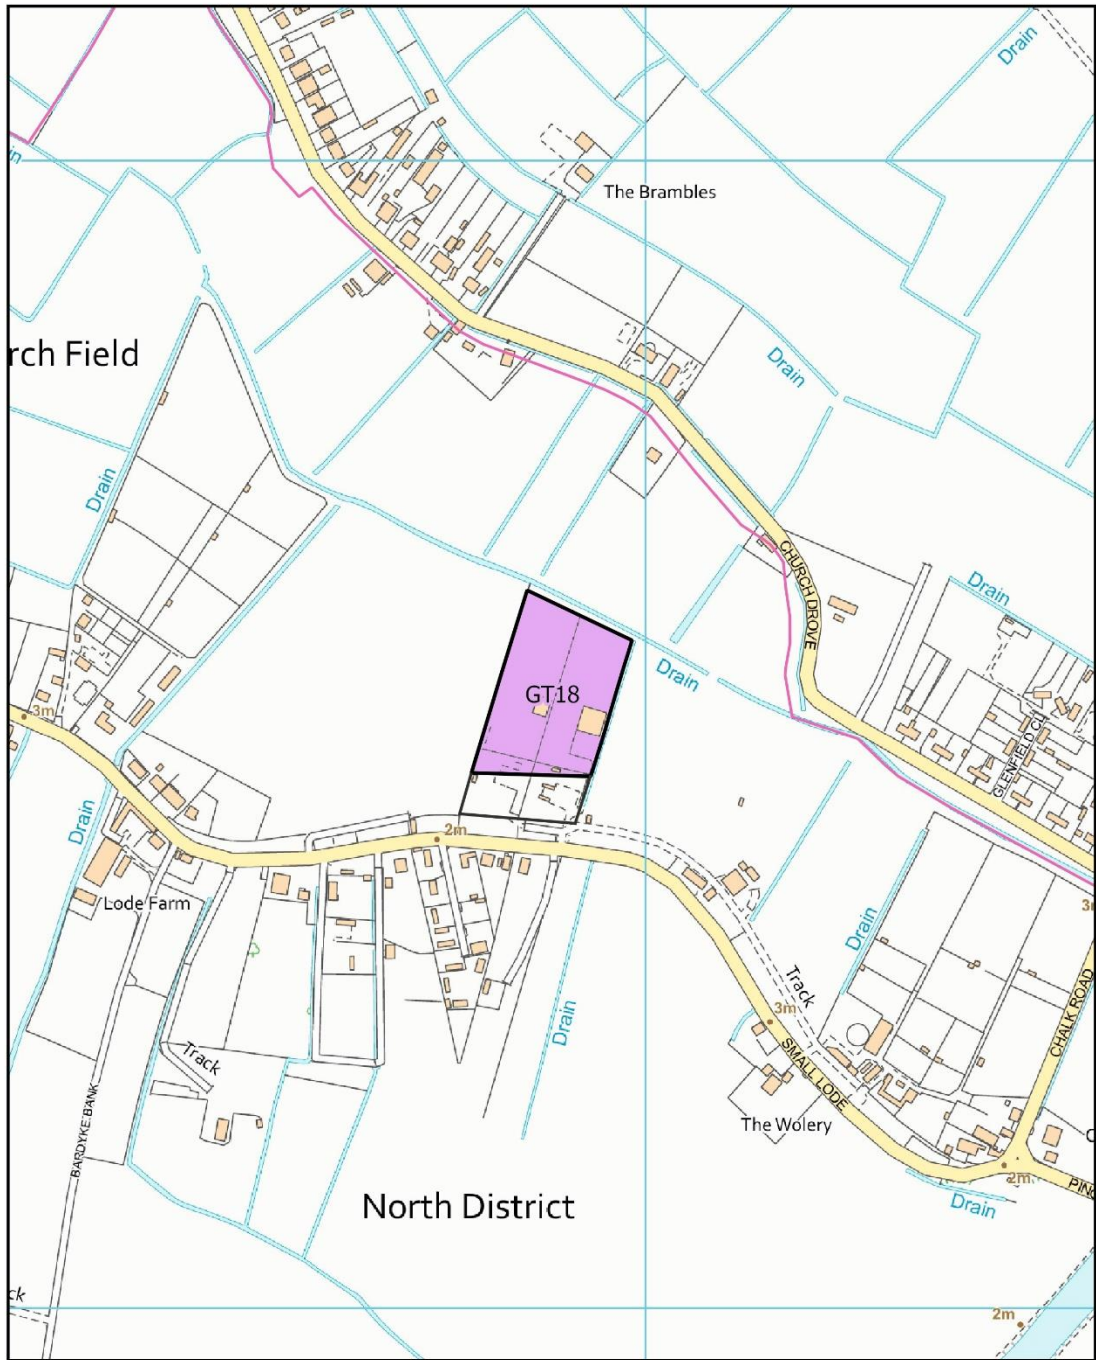 Drain
in
The Brambles
rch Field
Drain
Drain
CHURCH DROVE
Drain
Drain
GT18
3m
GLENFIELD CL
Drain
2m
Lode Farm
3m
Drain
Track
3m
CHALK ROAD
Drain
Track
SMALL LODE
BARDYKE BANK
The Wolery
2m
North District
Drain
ck
2m